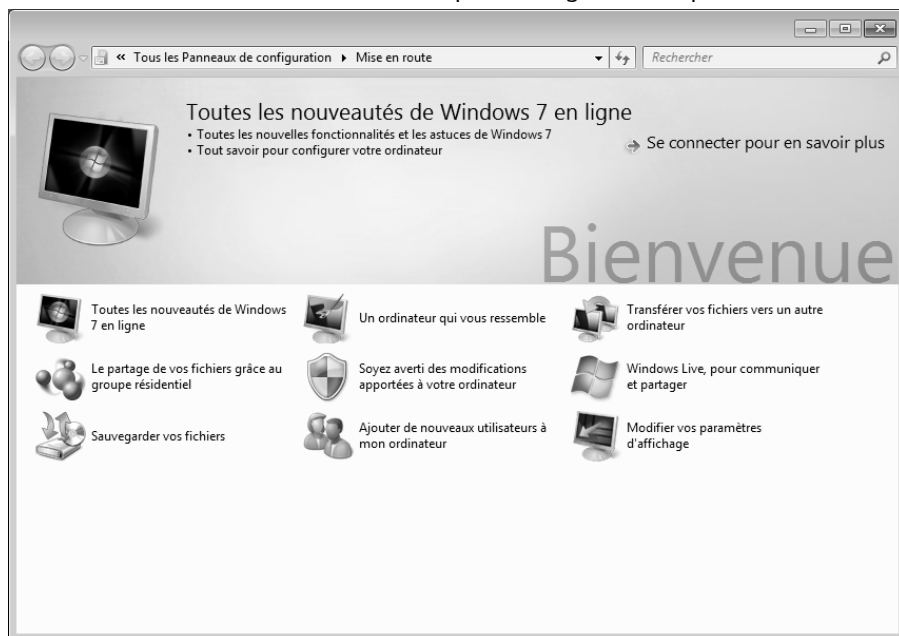 « Tous les Panneaux de configuration ▸ Mise en route
Rechercher
Toutes les nouveautés de Windows 7 en ligne
• Toutes les nouvelles fonctionnalités et les astuces de Windows 7
• Tout savoir pour configurer votre ordinateur
Se connecter pour en savoir plus
Bienvenue
Toutes les nouveautés de Windows
7 en ligne
Un ordinateur qui vous ressemble
Transférer vos fichiers vers un autre
ordinateur
Le partage de vos fichiers grâce au
groupe résidentiel
Soyez averti des modifications
apportées à votre ordinateur
Windows Live, pour communiquer
et partager
Sauvegarder vos fichiers
Ajouter de nouveaux utilisateurs à
mon ordinateur
Modifier vos paramètres
d'affichage